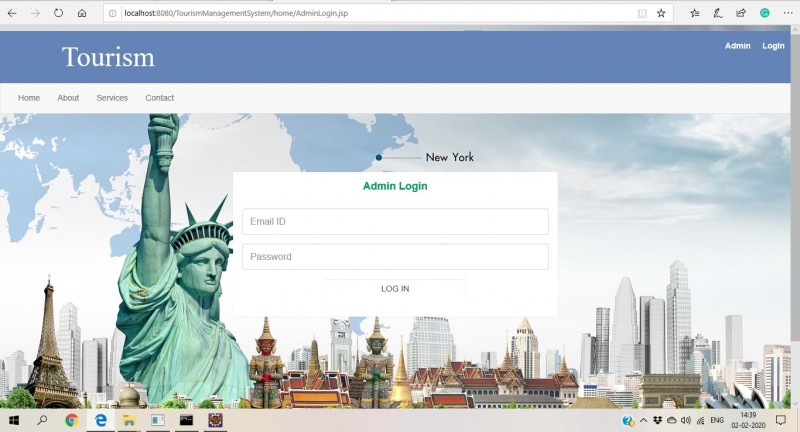 localhost:8080/TourismManagementSystem/home/AdminLogin.jsp
Tourism
Admin Login
Home About Services Contact
New York
Admin Login
Email ID
Password
LOG IN
ENG
14:39
02-02-2020